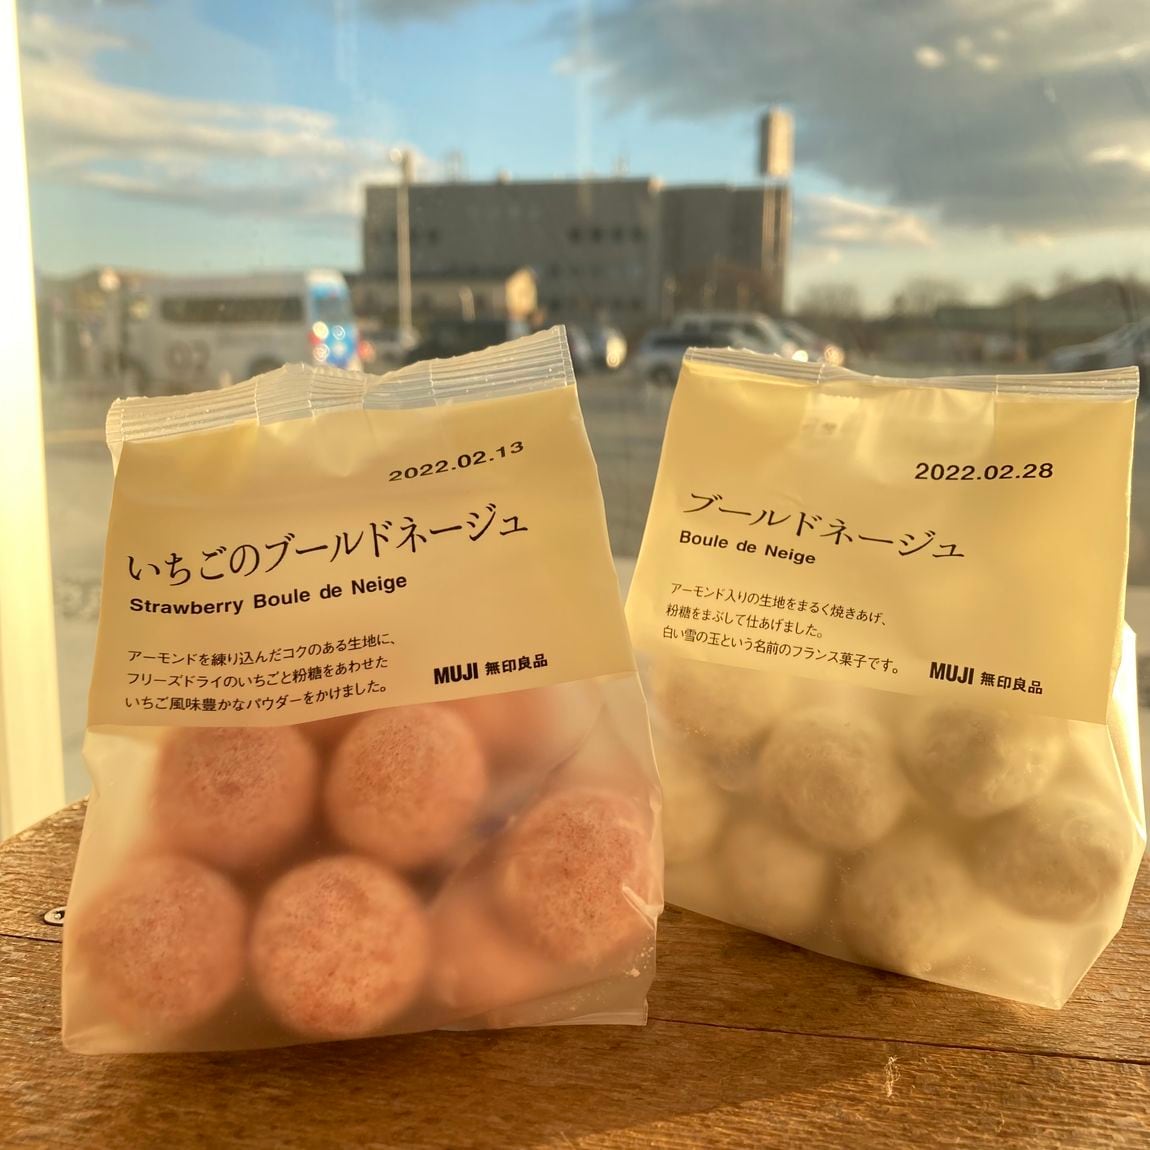 2022.02.13
いちごのブールドネージュ
Strawberry Boule de Neige
アーモンドを練り込んだコクのある生地に、
フリーズドライのいちごと粉糖をあわせた
いちご風味豊かなパウダーをかけました。
MUJI 無印良品
2022.02.28
ブールドネージュ
Boule de Neige
アーモンド入りの生地をまるく焼きあげ、
粉糖をまぶして仕あげました。
白い雪の玉という名前のフランス菓子です。
MUJI 無印良品